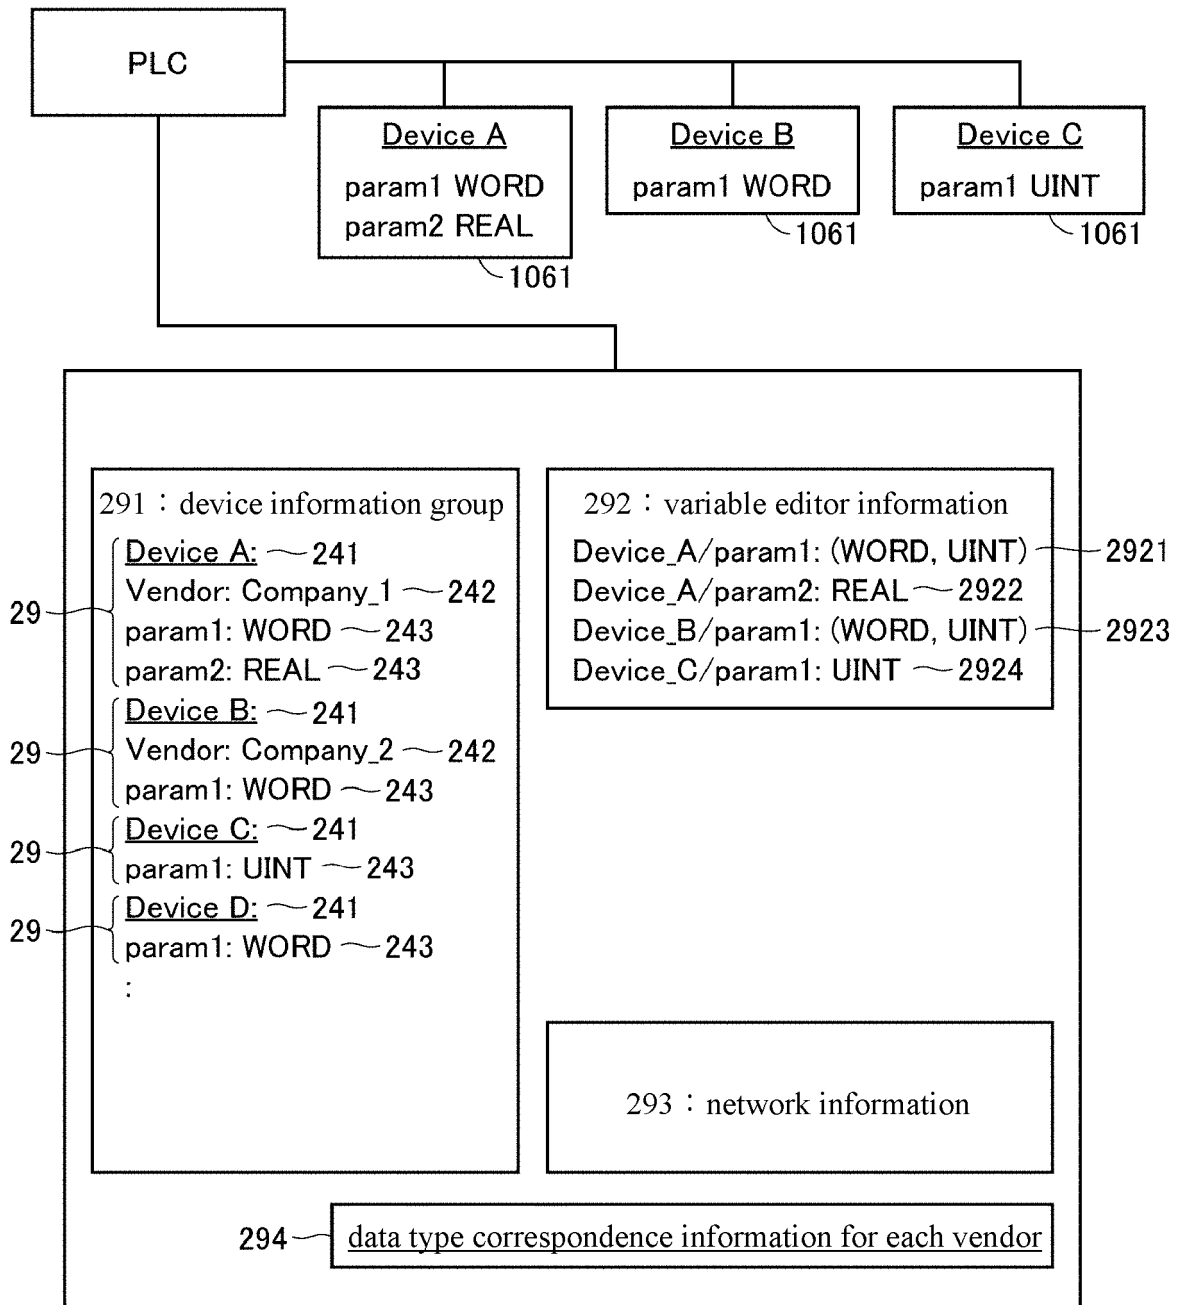 PLC
Device A
param1 WORD
param2 REAL
1061
Device B
param1 WORD
1061
Device C
param1 UINT
1061
291 : device information group
29
Device A: 241
Vendor: Company_1 242
param1: WORD 243
param2: REAL 243
29
Device B: 241
Vendor: Company_2 242
param1: WORD 243
29
Device C: 241
param1: UINT 243
29
Device D: 241
param1: WORD 243
:
292 : variable editor information
Device_A/param1: (WORD, UINT) 2921
Device_A/param2: REAL 2922
Device_B/param1: (WORD, UINT) 2923
Device_C/param1: UINT 2924
293 : network information
294 data type correspondence information for each vendor